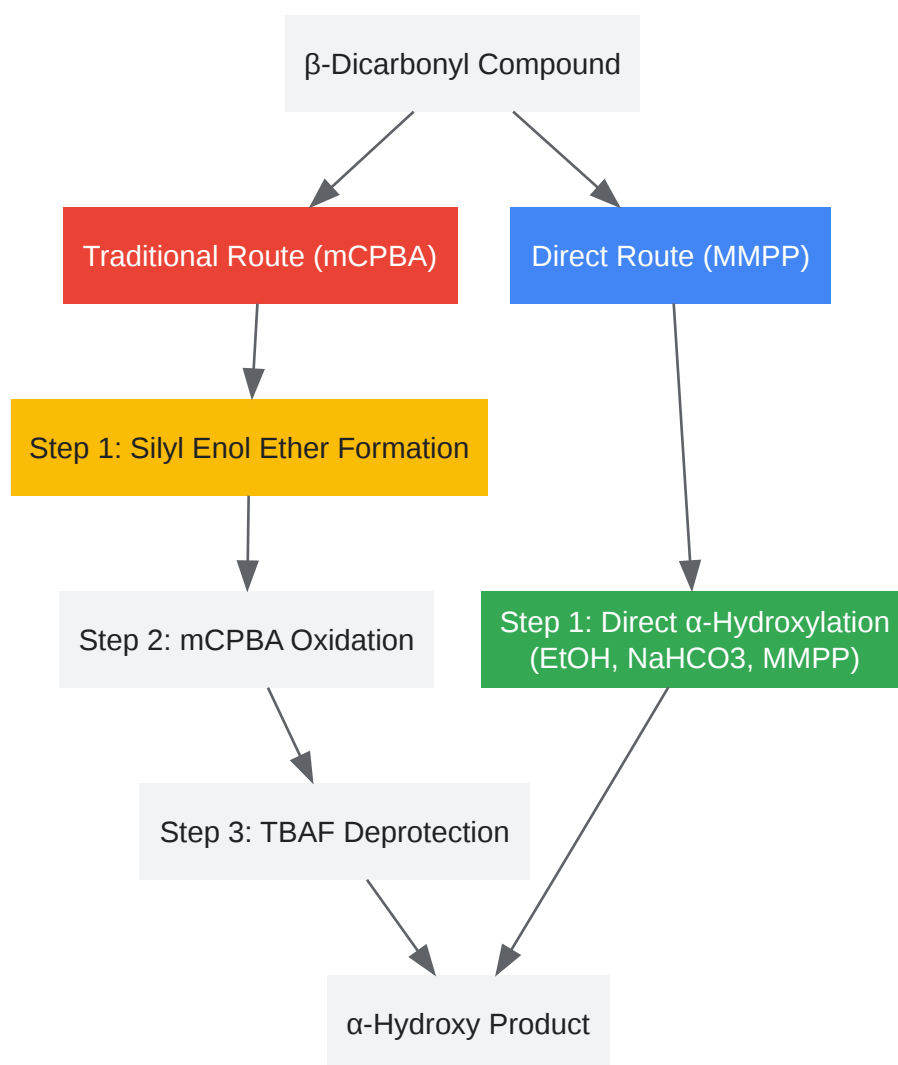 β-Dicarbonyl Compound
Traditional Route (mCPBA)
Direct Route (MMPP)
Step 1: Silyl Enol Ether Formation
Step 2: mCPBA Oxidation
Step 1: Direct α-Hydroxylation
(EtOH, NaHCO3, MMPP)
Step 3: TBAF Deprotection
α-Hydroxy Product